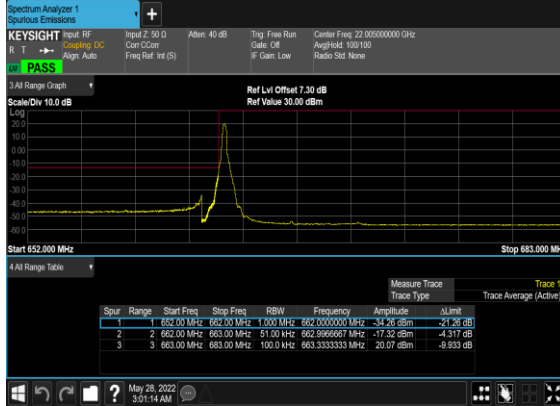 Spectrum Analyzer 1
Spurious Emissions
+
KEYSIGHT Input: RF
R T Coupling: DC
Align: Auto
LXI PASS
Input Z: 50 Ω
Corr CCorr
Freq Ref: Int (S)
Atten: 40 dB
Trig: Free Run
Gate: Off
IF Gain: Low
Center Freq: 22.005000000 GHz
Avg|Hold: 100/100
Radio Std: None
3 All Range Graph
Scale/Div 10.0 dB
Ref Lvl Offset 7.30 dB
Ref Value 30.00 dBm
Log
20.0
10.0
0.00
-10.0
-20.0
-30.0
-40.0
-50.0
-60.0
Start 652.000 MHz
Stop 683.000 MH
4 All Range Table
Measure Trace Trace 1
Trace Type Trace Average (Active)
Spur Range Start Freq Stop Freq RBW Frequency Amplitude ΔLimit
1 1 652.00 MHz 662.00 MHz 1.000 MHz 662.0000000 MHz -34.26 dBm -21.26 dB
2 2 662.00 MHz 663.00 MHz 51.00 kHz 662.9966667 MHz -17.32 dBm -4.317 dB
3 3 663.00 MHz 683.00 MHz 100.0 kHz 663.3333333 MHz 20.07 dBm -9.933 dB
?
May 28, 2022
3:01:14 AM